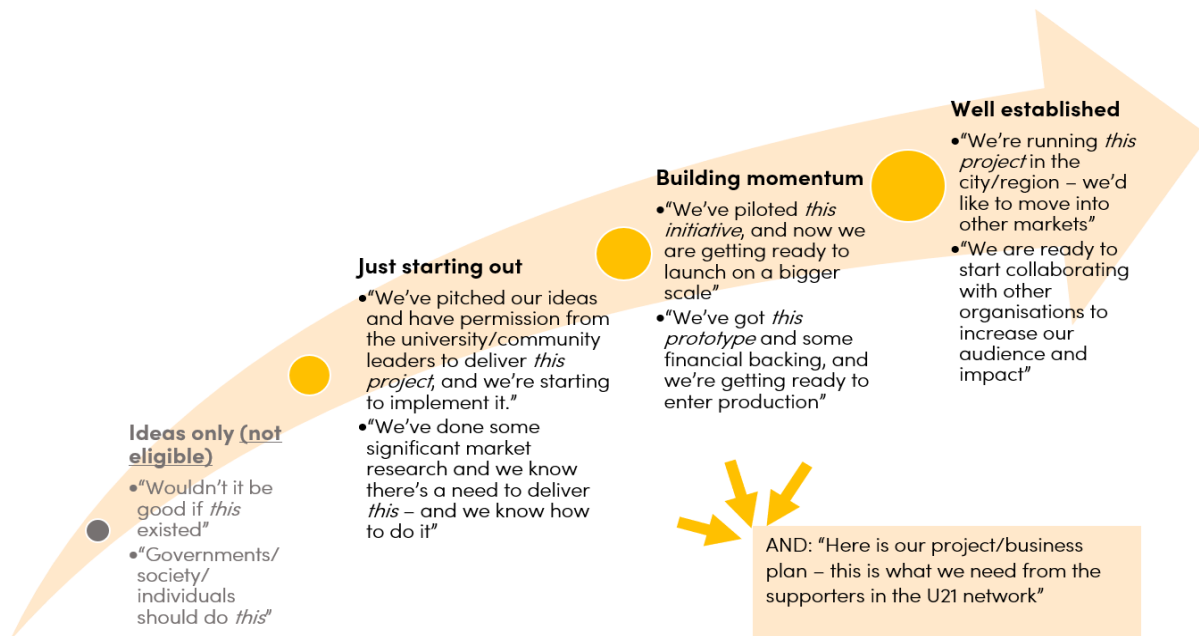 Ideas only (not
eligible)
•“Wouldn’t it be
good if this
existed”
•“Governments/
society/
individuals
should do this”
Just starting out
•“We’ve pitched our ideas
and have permission from
the university/community
leaders to deliver this
project, and we’re starting
to implement it.”
•“We’ve done some
significant market
research and we know
there’s a need to deliver
this – and we know how
to do it”
Building momentum
•“We’ve piloted this
initiative, and now we
are getting ready to
launch on a bigger
scale”
•“We’ve got this
prototype and some
financial backing, and
we’re getting ready to
enter production”
Well established
•“We’re running this
project in the
city/region – we’d
like to move into
other markets”
•“We are ready to
start collaborating
with other
organisations to
increase our
audience and
impact”
AND: “Here is our project/business
plan – this is what we need from the
supporters in the U21 network”